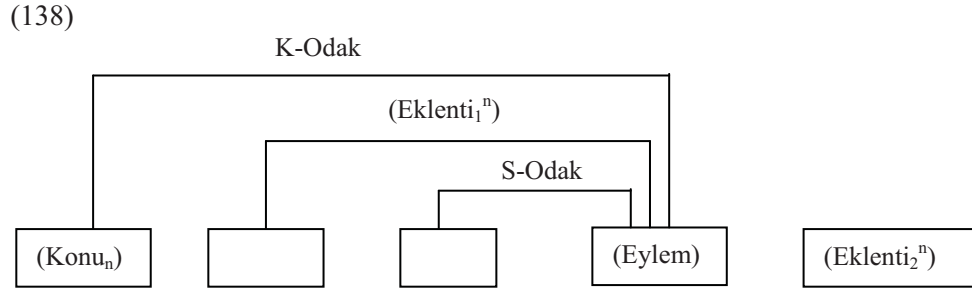 (138)
K-Odak
(Eklenti₁ⁿ)
S-Odak
(Konuₙ)
(Eylem)
(Eklenti₂ⁿ)